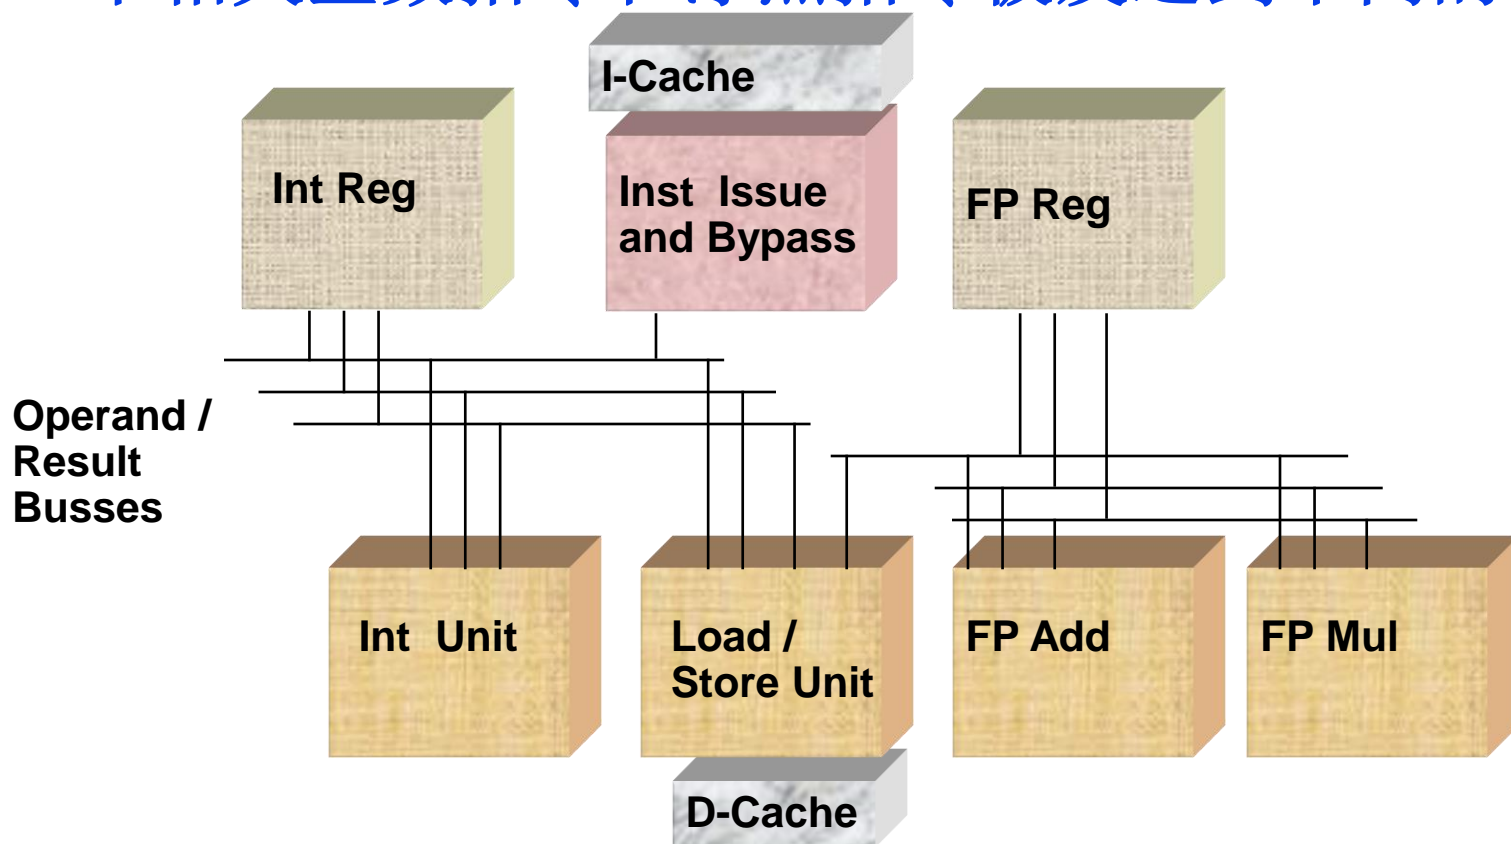 I-Cache
Int Reg
Inst Issue
and Bypass
FP Reg
Operand /
Result
Busses
Int Unit
Load /
Store Unit
FP Add
FP Mul
D-Cache